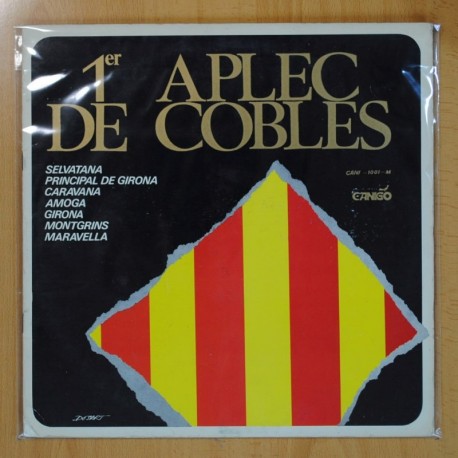 1er APLEC
DE COBLES
SELVATANA
PRINCIPAL DE GIRONA
CARAVANA
AMOGA
GIRONA
MONTGRINS
MARAVELLA
CANIGÓ